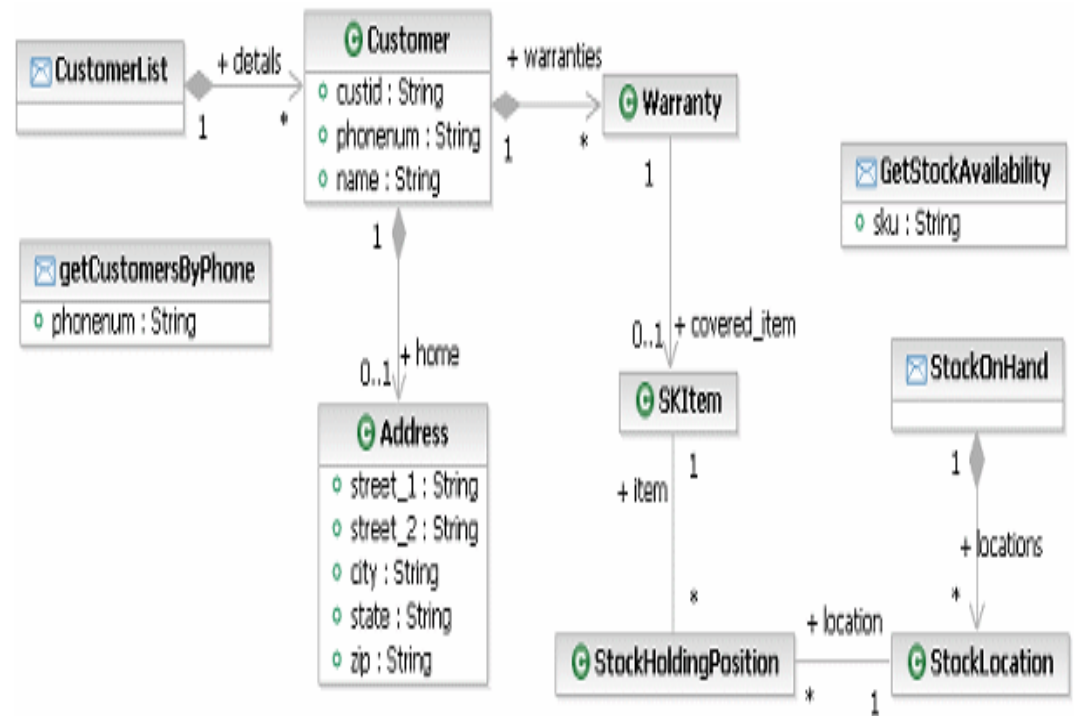 CustomerList
+ details
1
*
Customer
custid : String
phonenum : String
name : String
+ warranties
1
*
Warranty
1
GetStockAvailability
sku : String
getCustomersByPhone
phonenum : String
1
0..1
+ home
Address
street_1 : String
street_2 : String
city : String
state : String
zip : String
0..1
+ covered_item
SKItem
1
+ item
*
StockOnHand
1
+ locations
*
StockHoldingPosition
+ location
*
1
StockLocation